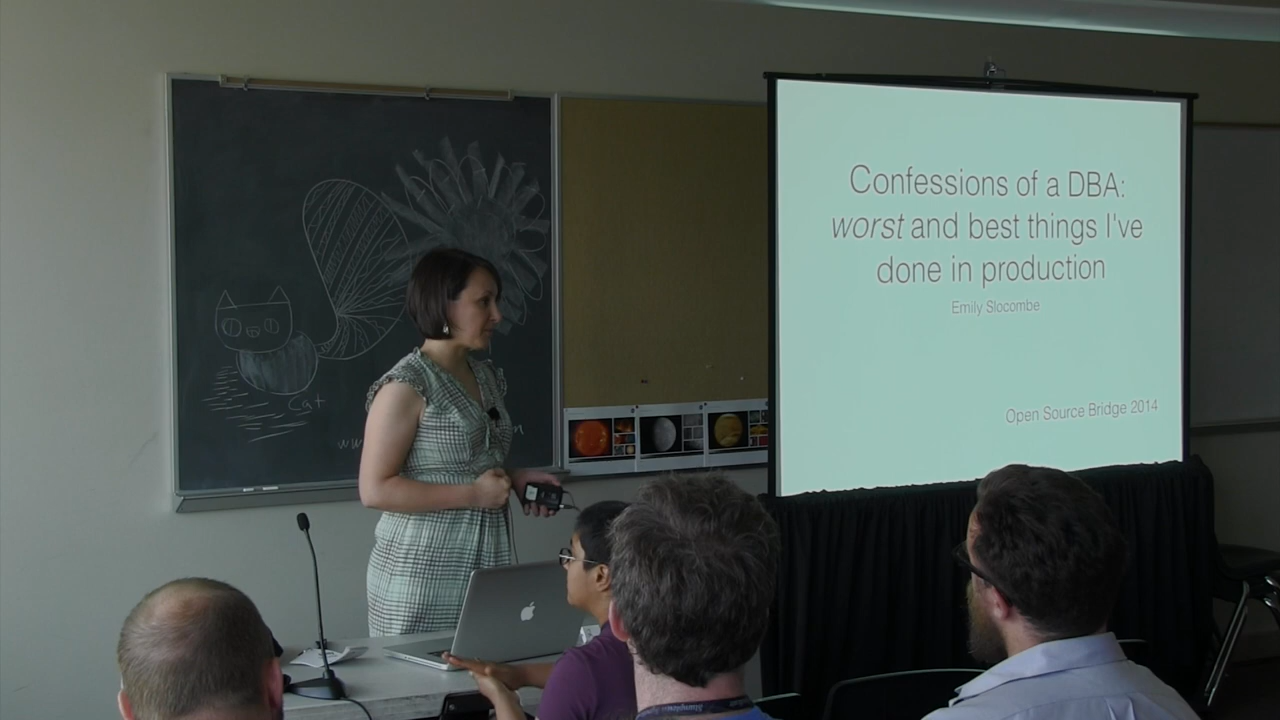 Confessions of a DBA:
worst and best things I've
done in production
Emily Slocombe
Open Source Bridge 2014
Cat